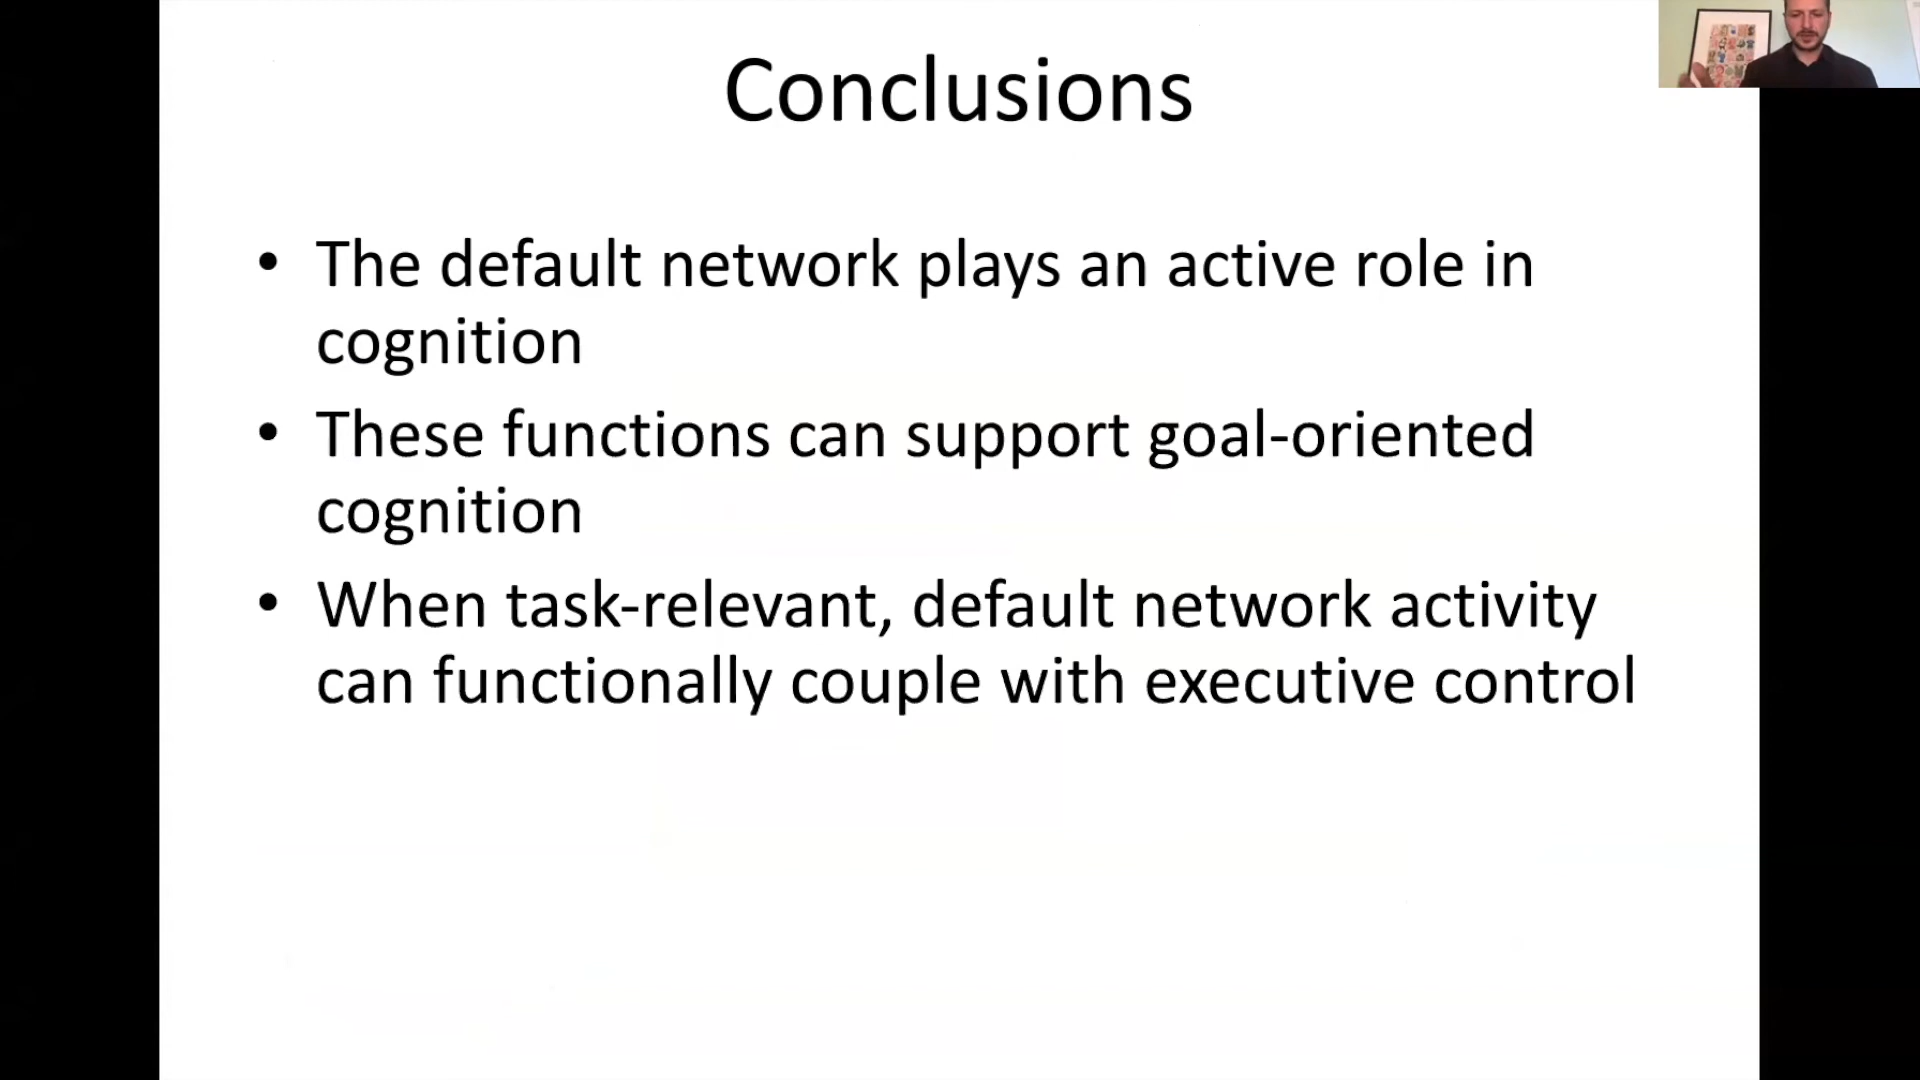 Conclusions
• The default network plays an active role in
cognition
• These functions can support goal-oriented
cognition
• When task-relevant, default network activity
can functionally couple with executive control